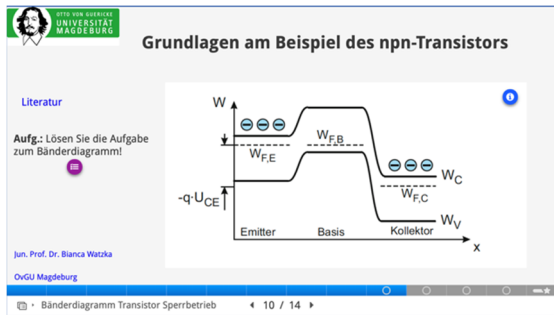 OTTO VON GUERICKE
UNIVERSITÄT
MAGDEBURG
Grundlagen am Beispiel des npn-Transistors
Literatur
Aufg.: Lösen Sie die Aufgabe
zum Bänderdiagramm!
W
W_F,E
W_F,B
W_C
W_F,C
-q·U_CE
W_V
Emitter Basis Kollektor
x
Jun. Prof. Dr. Bianca Watzka
OvGU Magdeburg
Bänderdiagramm Transistor Sperrbetrieb 10 / 14